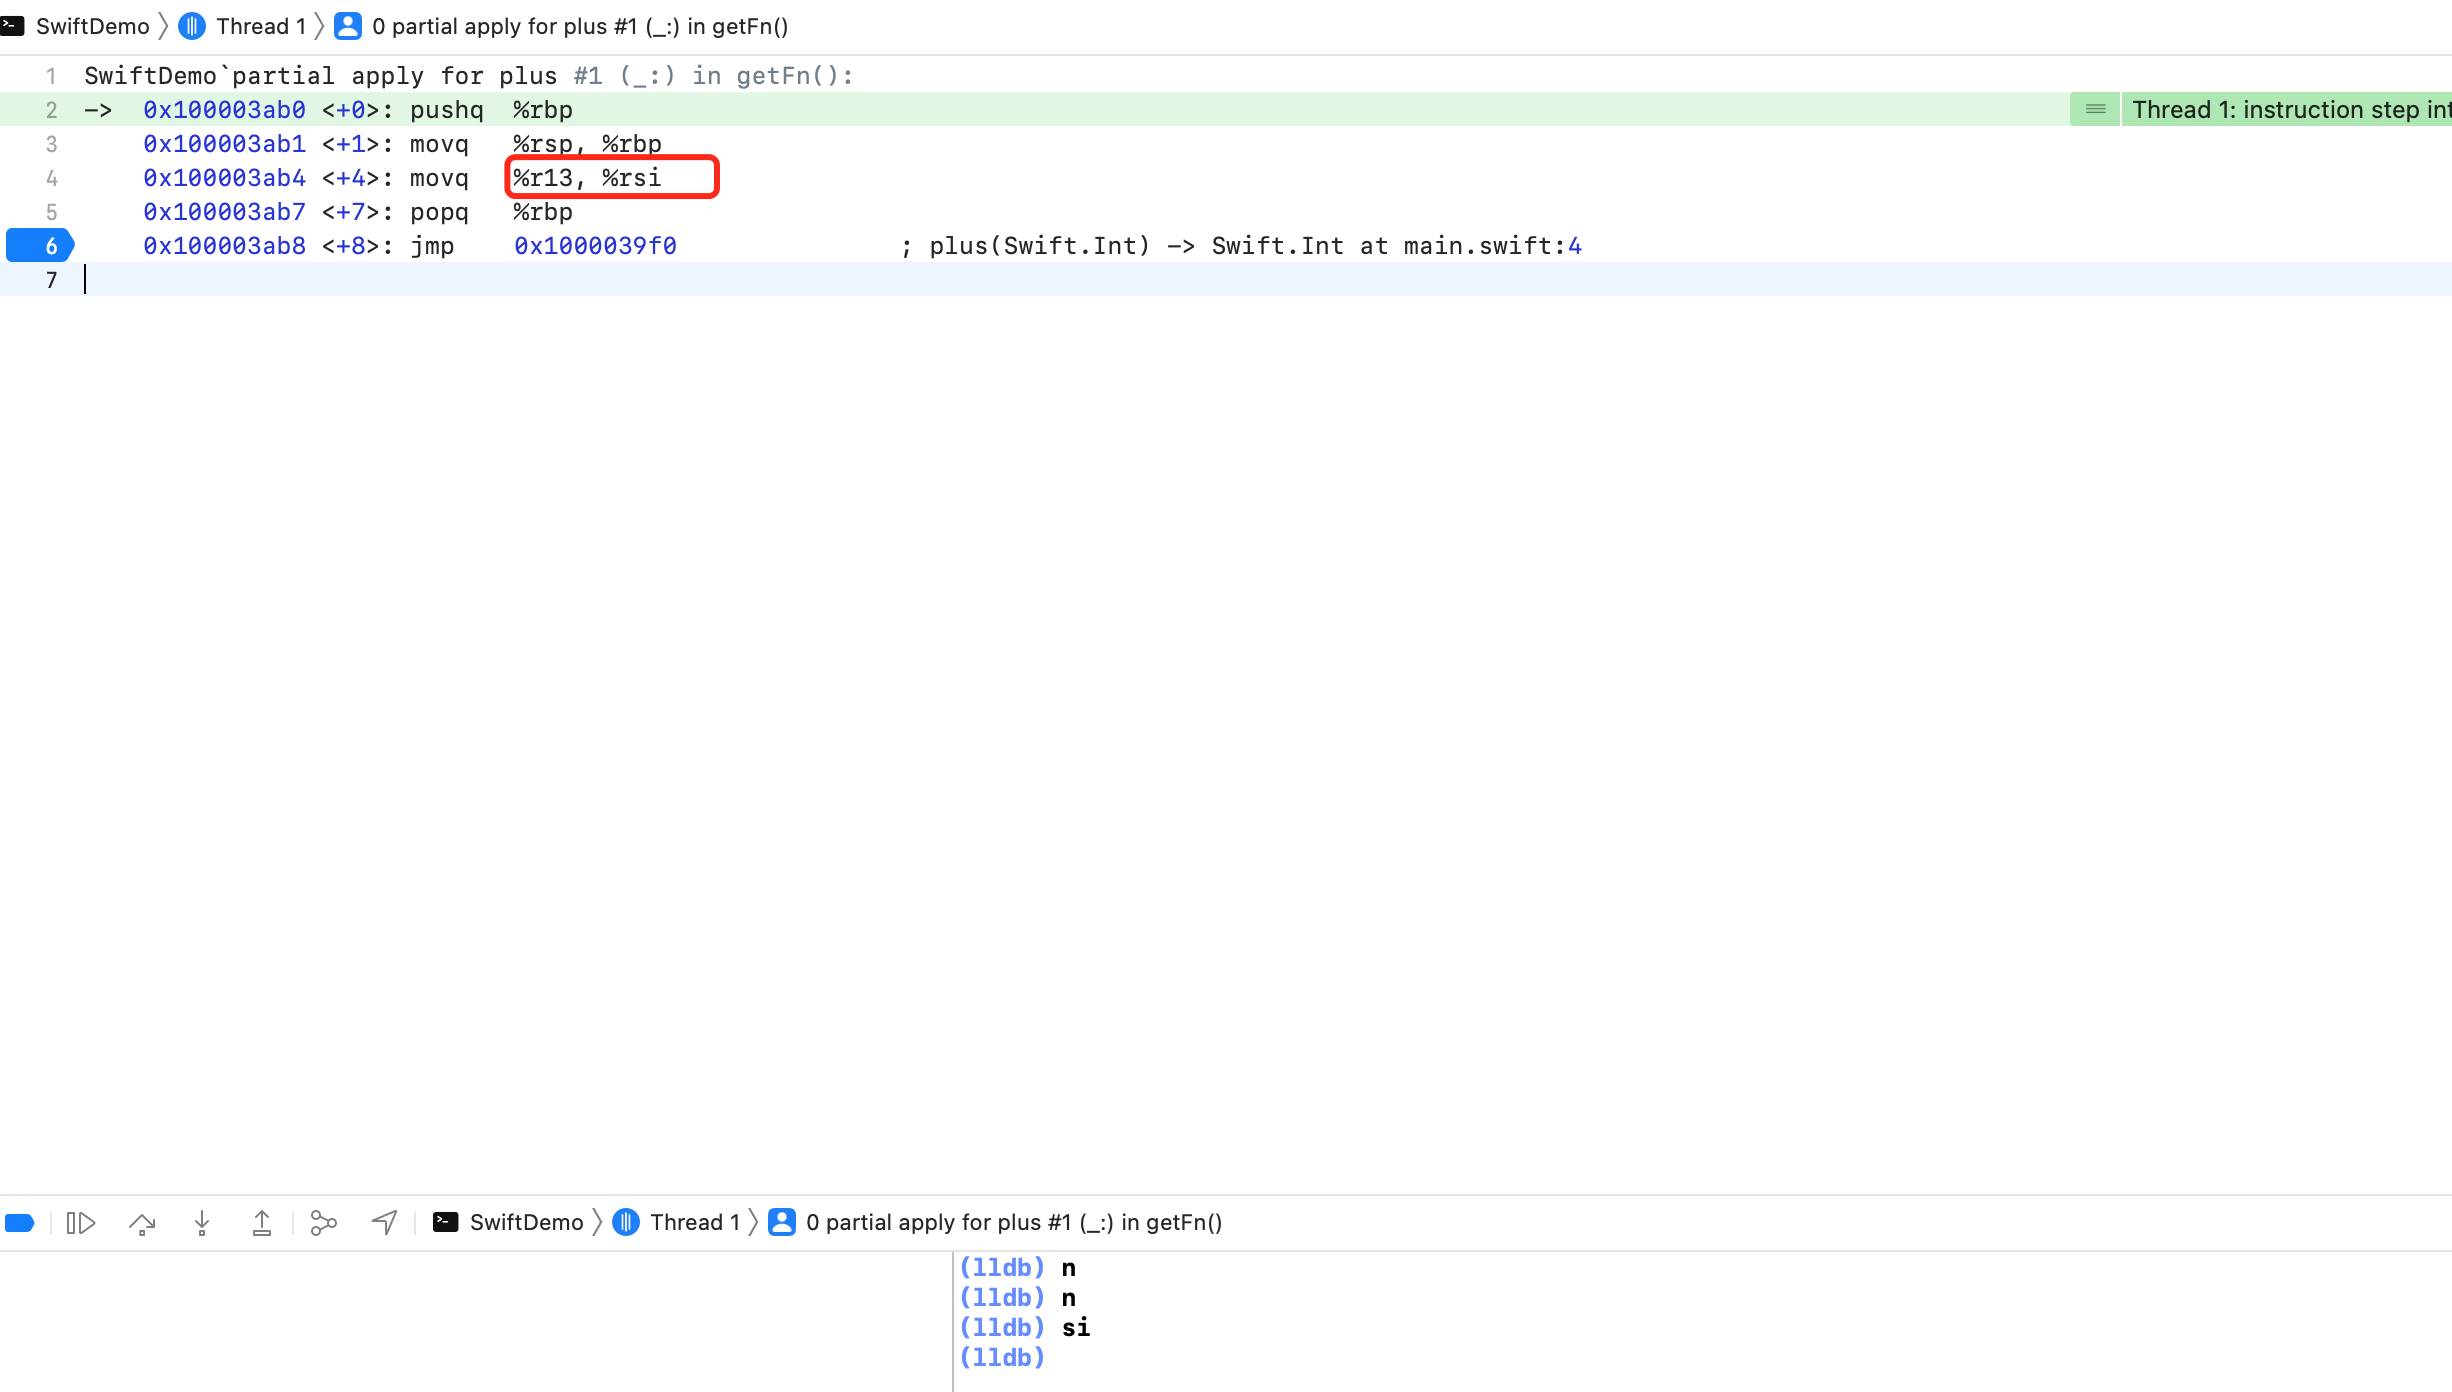 SwiftDemo Thread 1 0 partial apply for plus #1 (_:) in getFn()
1 SwiftDemo`partial apply for plus #1 (_:) in getFn():
2 -> 0x100003ab0 <+0>: pushq %rbp Thread 1: instruction step int
3 0x100003ab1 <+1>: movq %rsp, %rbp
4 0x100003ab4 <+4>: movq %r13, %rsi
5 0x100003ab7 <+7>: popq %rbp
6 0x100003ab8 <+8>: jmp 0x1000039f0 ; plus(Swift.Int) -> Swift.Int at main.swift:4
7
SwiftDemo Thread 1 0 partial apply for plus #1 (_:) in getFn()
(lldb) n
(lldb) n
(lldb) si
(lldb)